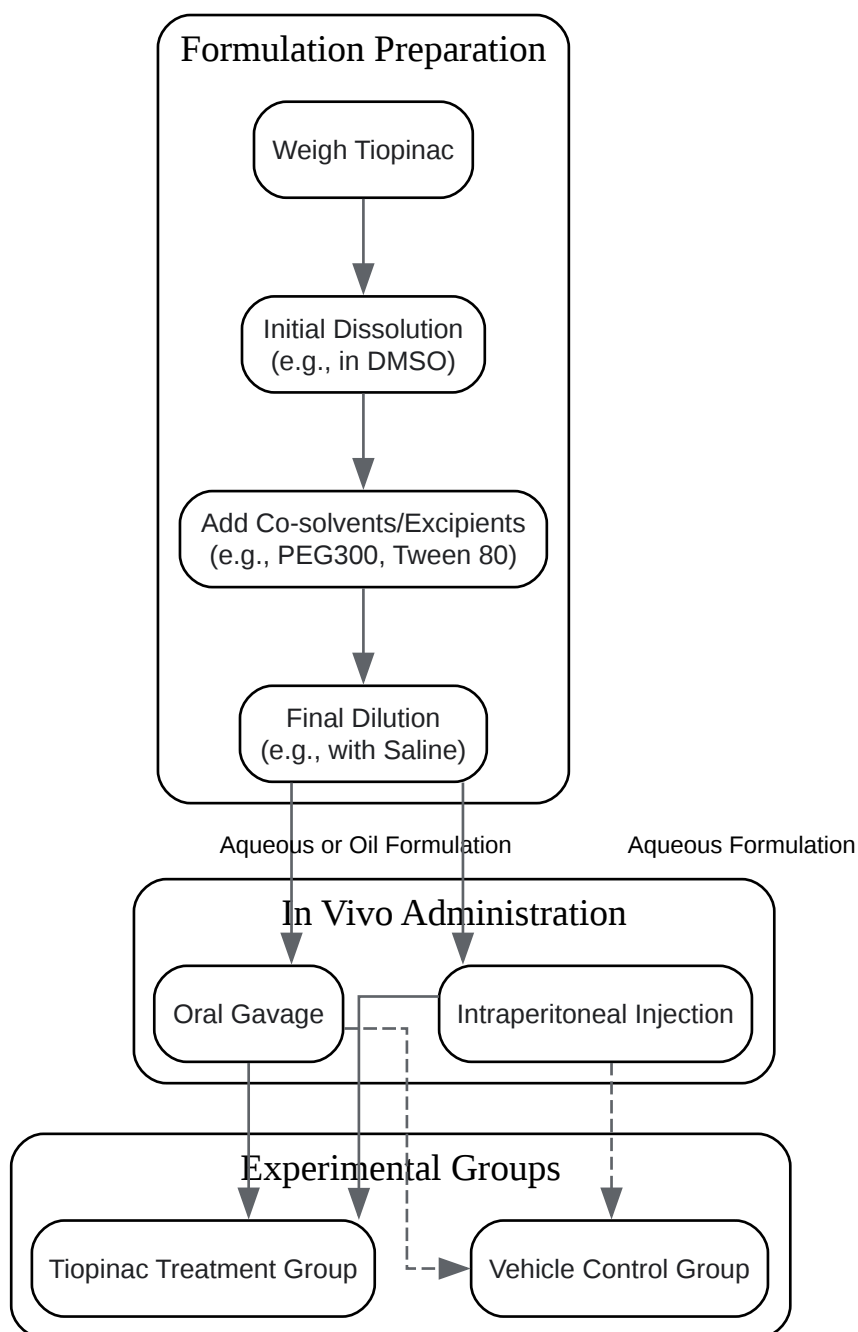 Formulation Preparation
Weigh Tiopinac
Initial Dissolution
(e.g., in DMSO)
Add Co-solvents/Excipients
(e.g., PEG300, Tween 80)
Final Dilution
(e.g., with Saline)
Aqueous or Oil Formulation
Aqueous Formulation
In Vivo Administration
Oral Gavage
Intraperitoneal Injection
Experimental Groups
Tiopinac Treatment Group
Vehicle Control Group